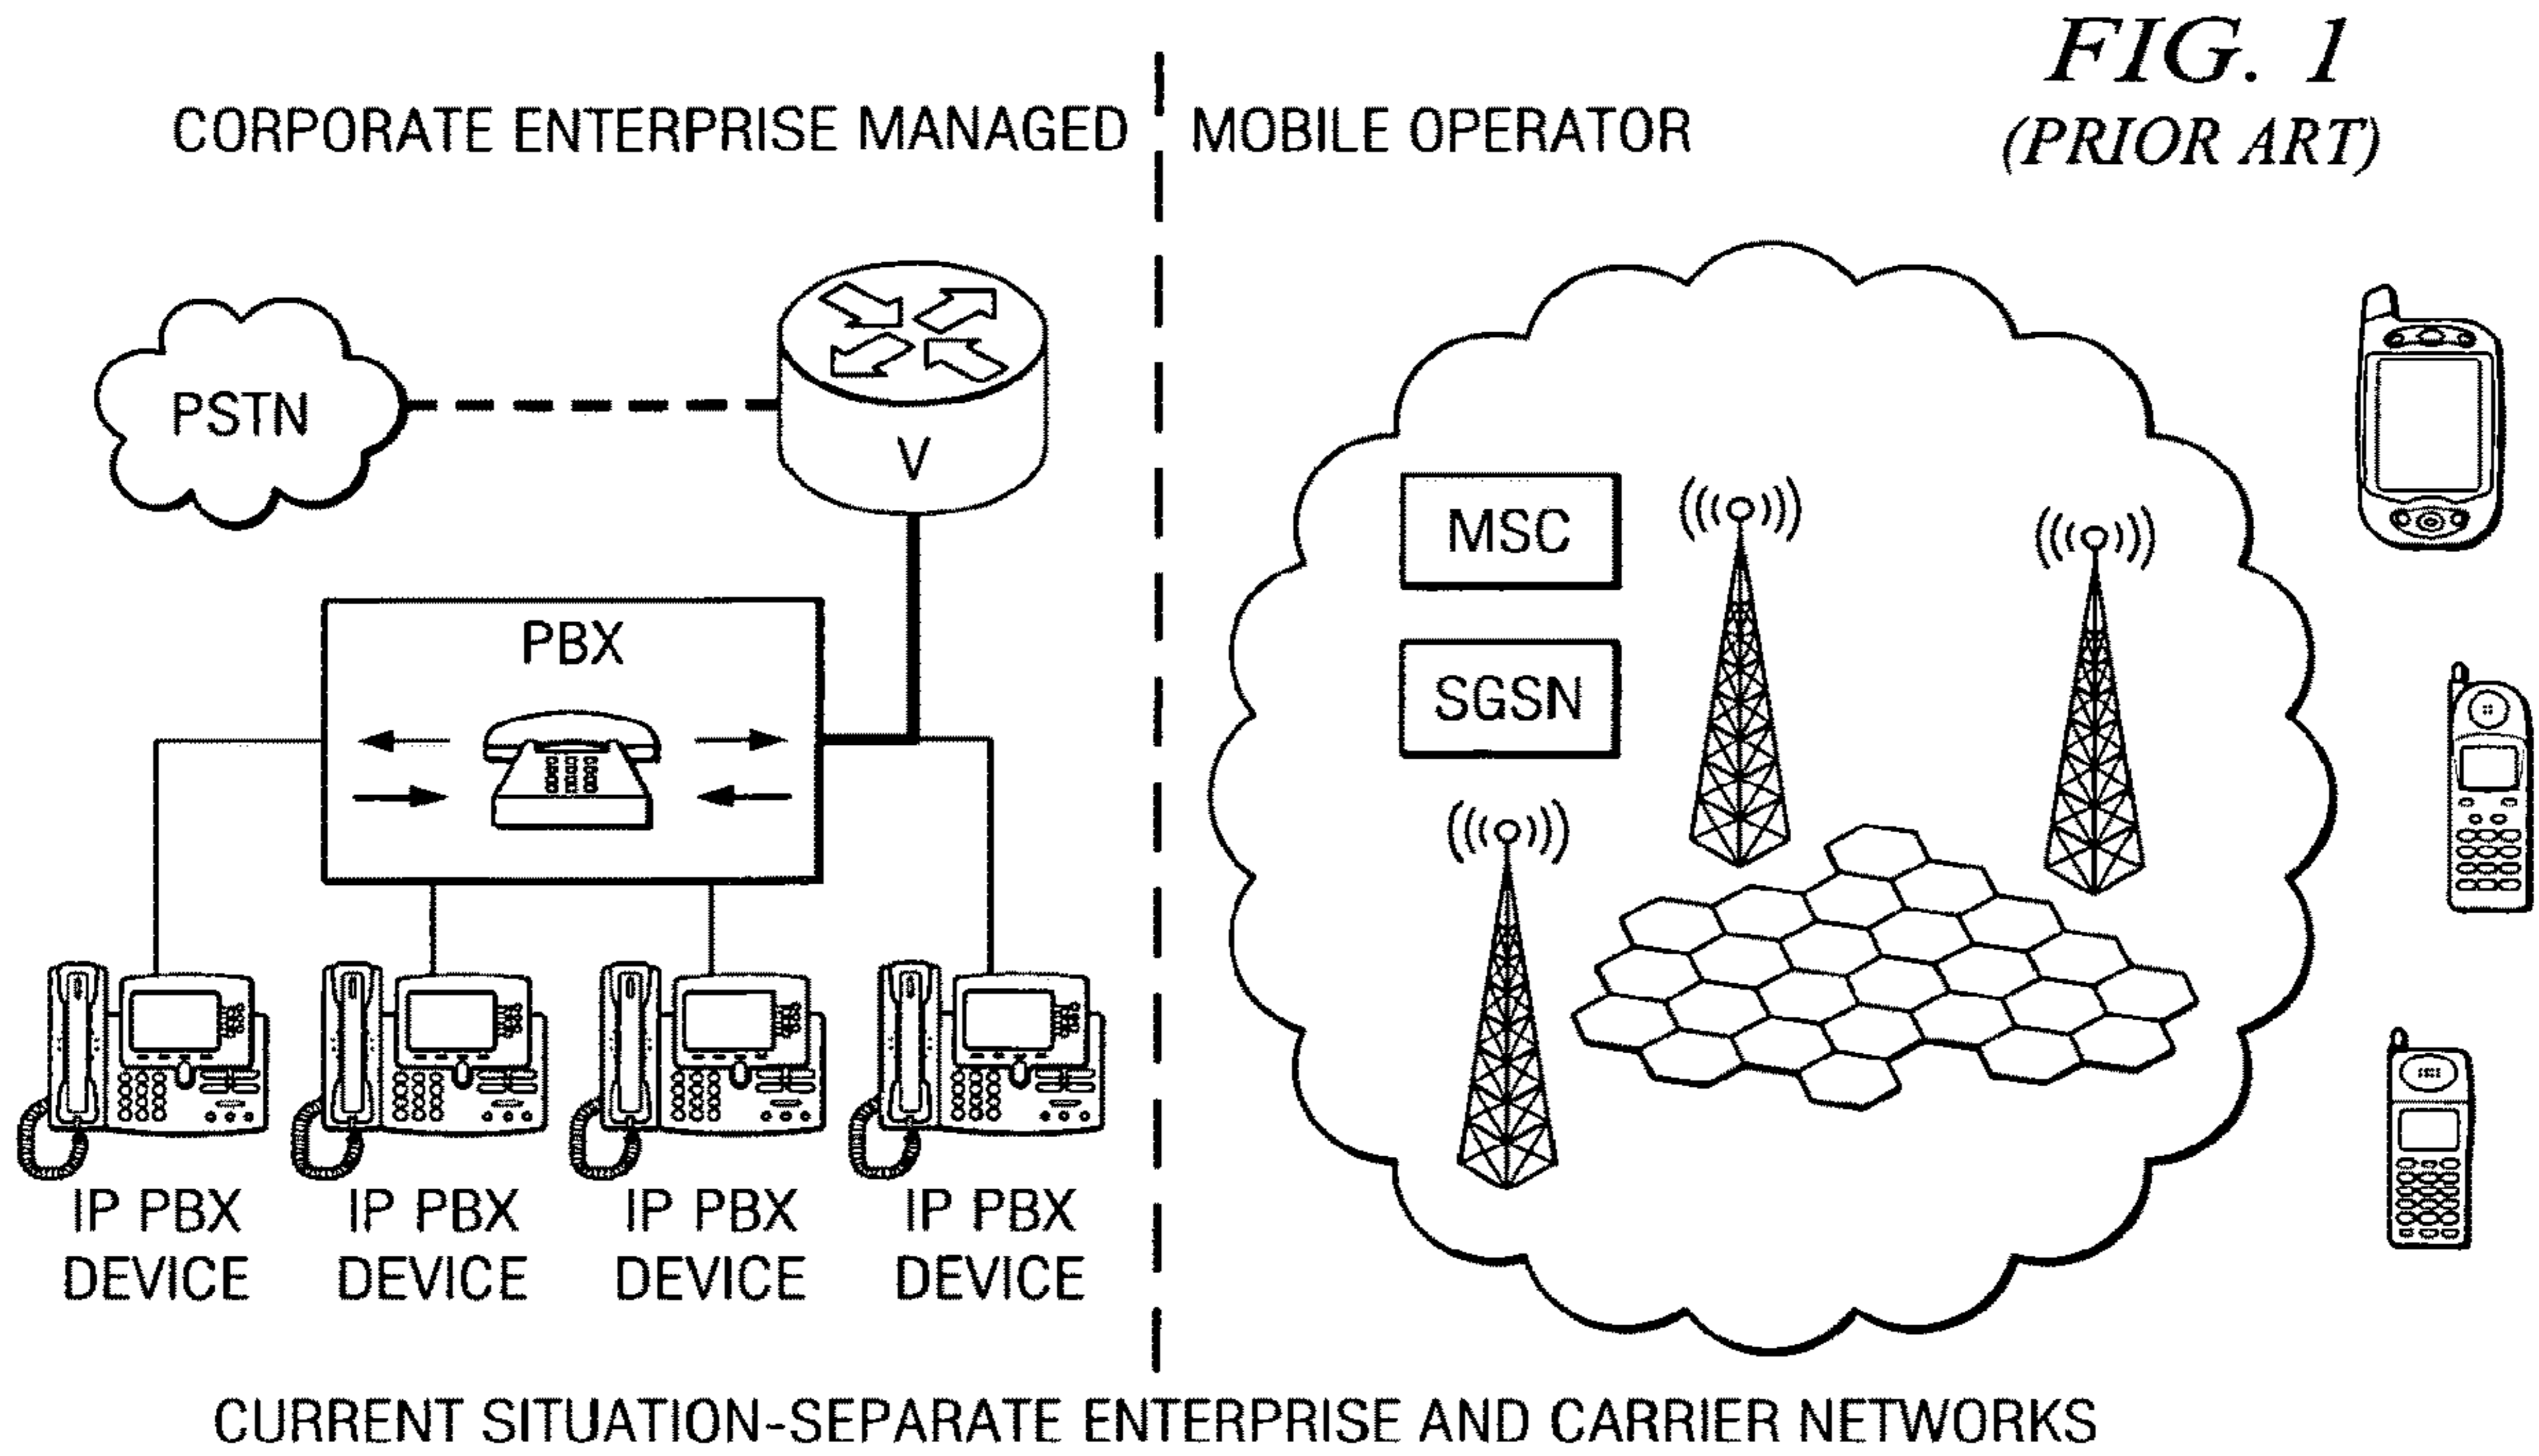 FIG. 1
(PRIOR ART)
CORPORATE ENTERPRISE MANAGED
MOBILE OPERATOR
PSTN
V
MSC
PBX
SGSN
IP PBX
DEVICE
IP PBX
DEVICE
IP PBX
DEVICE
IP PBX
DEVICE
CURRENT SITUATION-SEPARATE ENTERPRISE AND CARRIER NETWORKS